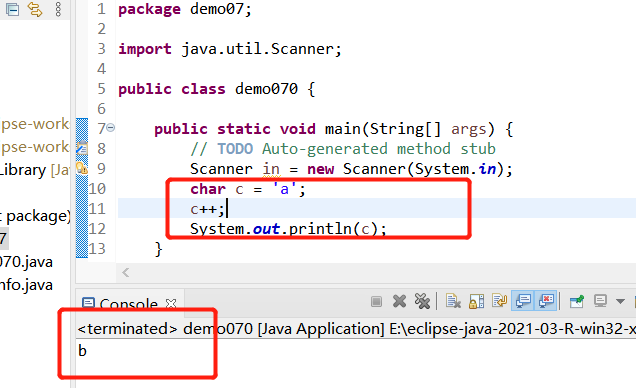 1 package demo07;
2
3 import java.util.Scanner;
4
5 public class demo070 {
6
ipse-work
7 public static void main(String[] args) {
ipse-work
8 // TODO Auto-generated method stub
Library [Ja
9 Scanner in = new Scanner(System.in);
10 char c = 'a';
11 c++;
t package)
12 System.out.println(c);
7
13 }
070.java
nfo.java
Console
<terminated> demo070 [Java Application] E:\eclipse-java-2021-03-R-win32-x
b